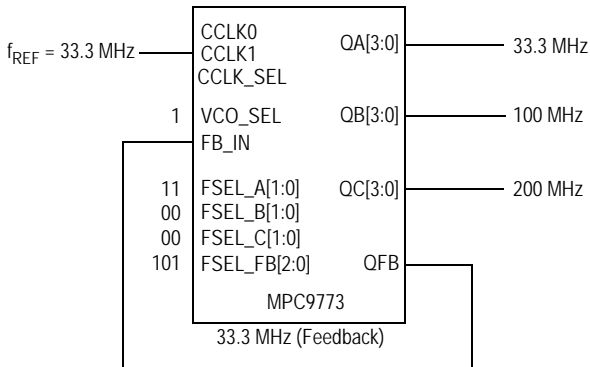 CCLK0
fREF = 33.3 MHz CCLK1 QA[3:0] 33.3 MHz
CCLK_SEL
1 VCO_SEL QB[3:0] 100 MHz
FB_IN
11 FSEL_A[1:0] QC[3:0] 200 MHz
00 FSEL_B[1:0]
00 FSEL_C[1:0]
101 FSEL_FB[2:0] QFB
MPC9773
33.3 MHz (Feedback)